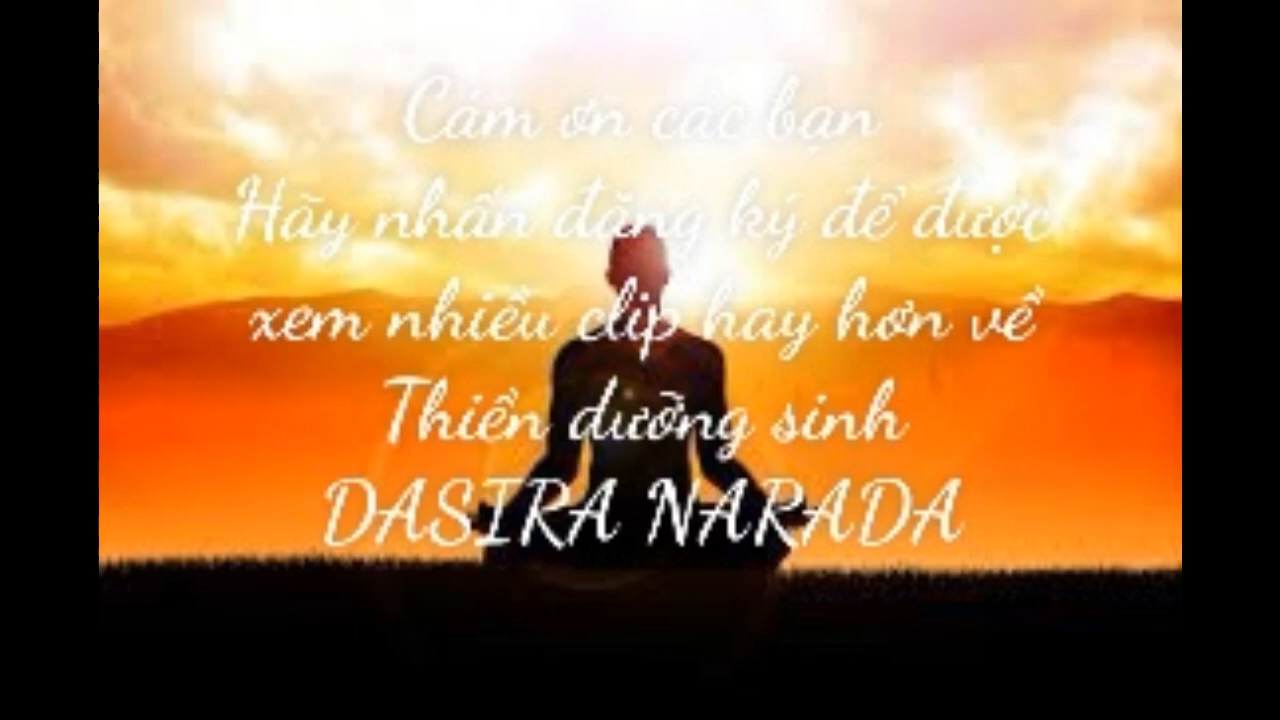 Cám ơn các bạn
Hãy nhấn đăng ký để được
xem nhiều clip hay hơn về
Thiền dưỡng sinh
DASIRA NARADA